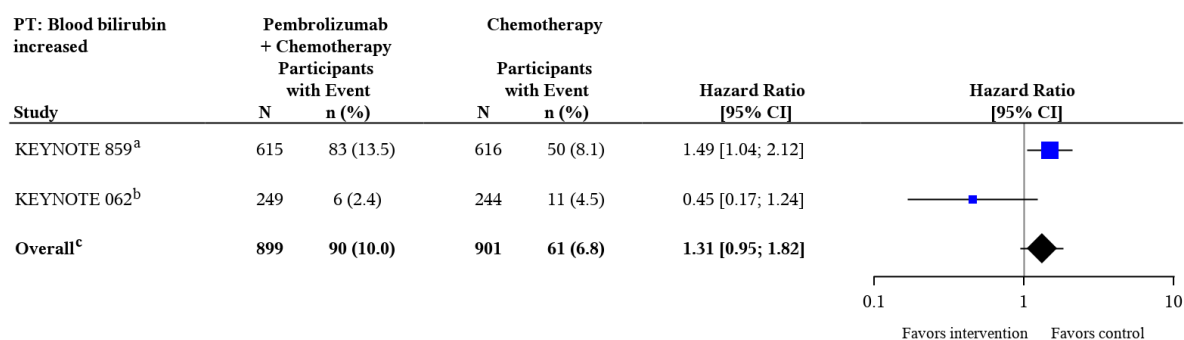 PT: Blood bilirubin increased
Pembrolizumab + Chemotherapy
Chemotherapy
Participants with Event
Participants with Event
Hazard Ratio
Hazard Ratio
Study N n (%) N n (%) [95% CI] [95% CI]
KEYNOTE 859a 615 83 (13.5) 616 50 (8.1) 1.49 [1.04; 2.12]
KEYNOTE 062b 249 6 (2.4) 244 11 (4.5) 0.45 [0.17; 1.24]
Overallc 899 90 (10.0) 901 61 (6.8) 1.31 [0.95; 1.82]
0.1 1 10
Favors intervention Favors control